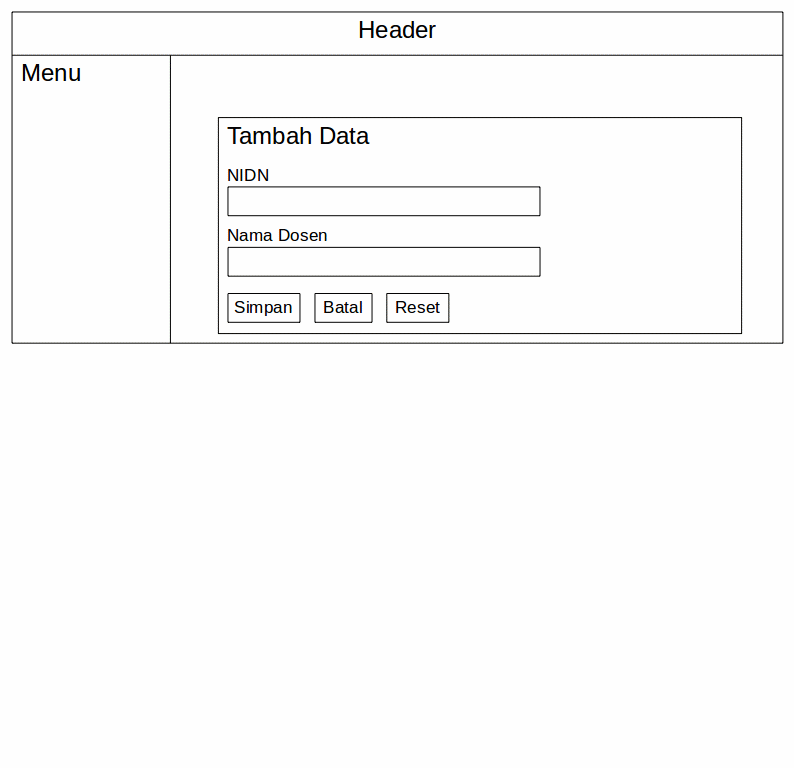 Header
Menu
Tambah Data
NIDN
Nama Dosen
Simpan Batal Reset